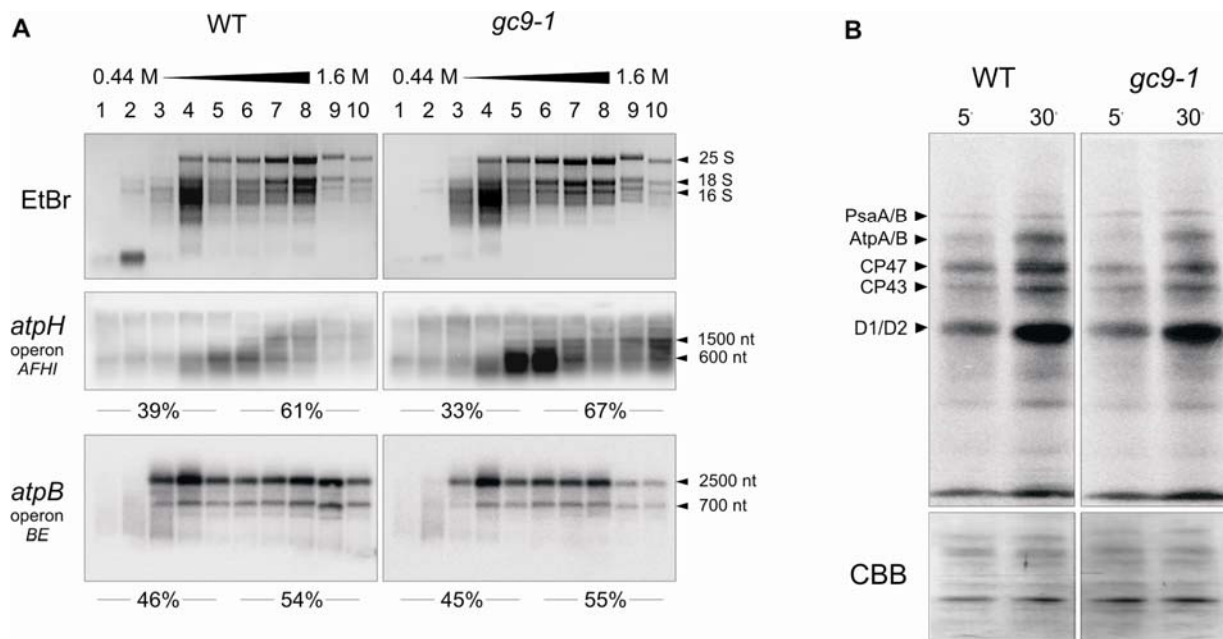 A
WT
gc9-1
0.44 M 1.6 M 0.44 M 1.6 M
1 2 3 4 5 6 7 8 9 10 1 2 3 4 5 6 7 8 9 10
EtBr
25 S
18 S
16 S
atpH
operon
AFHI
1500 nt
600 nt
39% 61% 33% 67%
atpB
operon
BE
2500 nt
700 nt
46% 54% 45% 55%
B
WT gc9-1
5' 30' 5' 30'
PsaA/B
AtpA/B
CP47
CP43
D1/D2
CBB